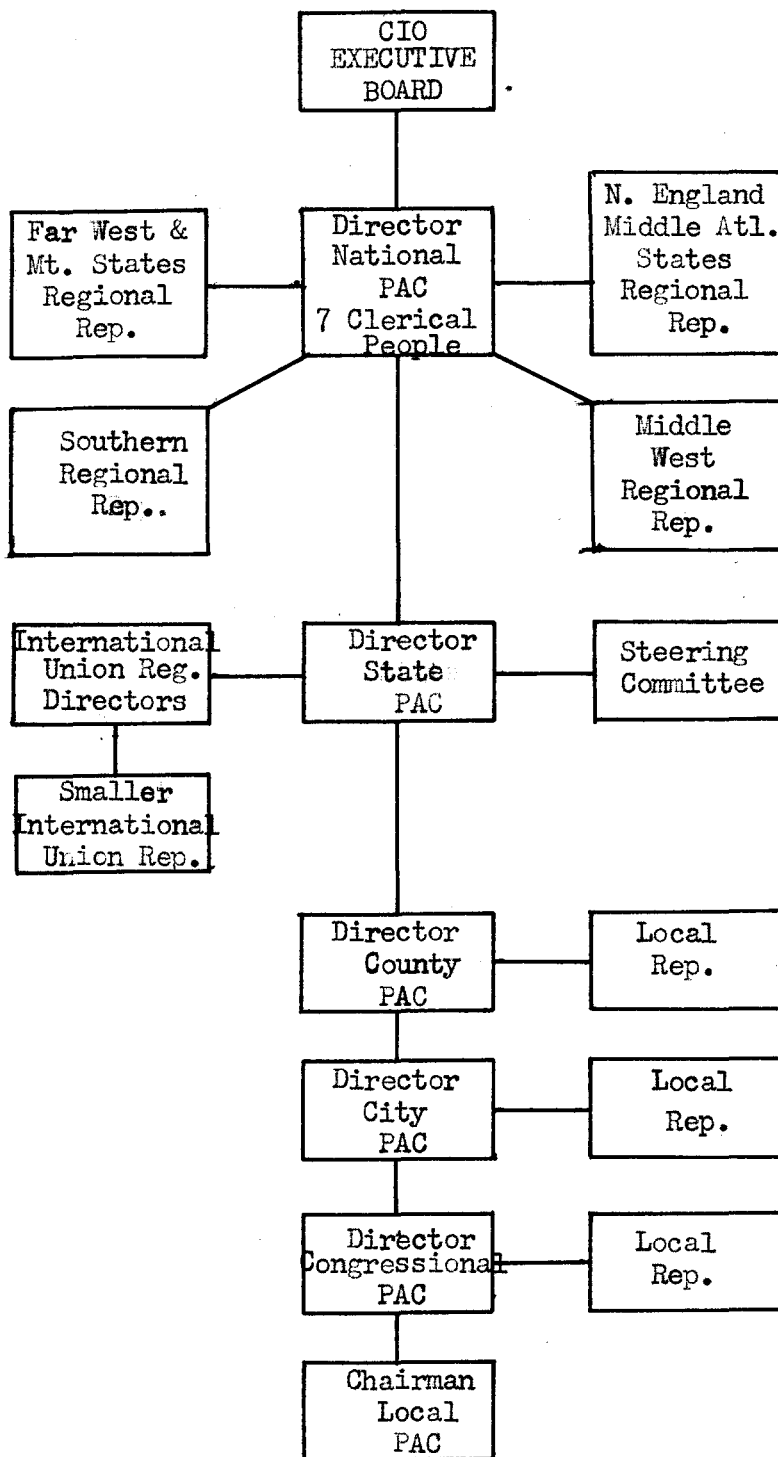 CIO
EXECUTIVE
BOARD
Far West &
Mt. States
Regional
Rep.
Director
National
PAC
7 Clerical
People
N. England
Middle Atl.
States
Regional
Rep.
Southern
Regional
Rep..
Middle
West
Regional
Rep.
International
Union Reg.
Directors
Director
State
PAC
Steering
Committee
Smaller
International
Union Rep.
Director
County
PAC
Local
Rep.
Director
City
PAC
Local
Rep.
Director
Congressional
PAC
Local
Rep.
Chairman
Local
PAC